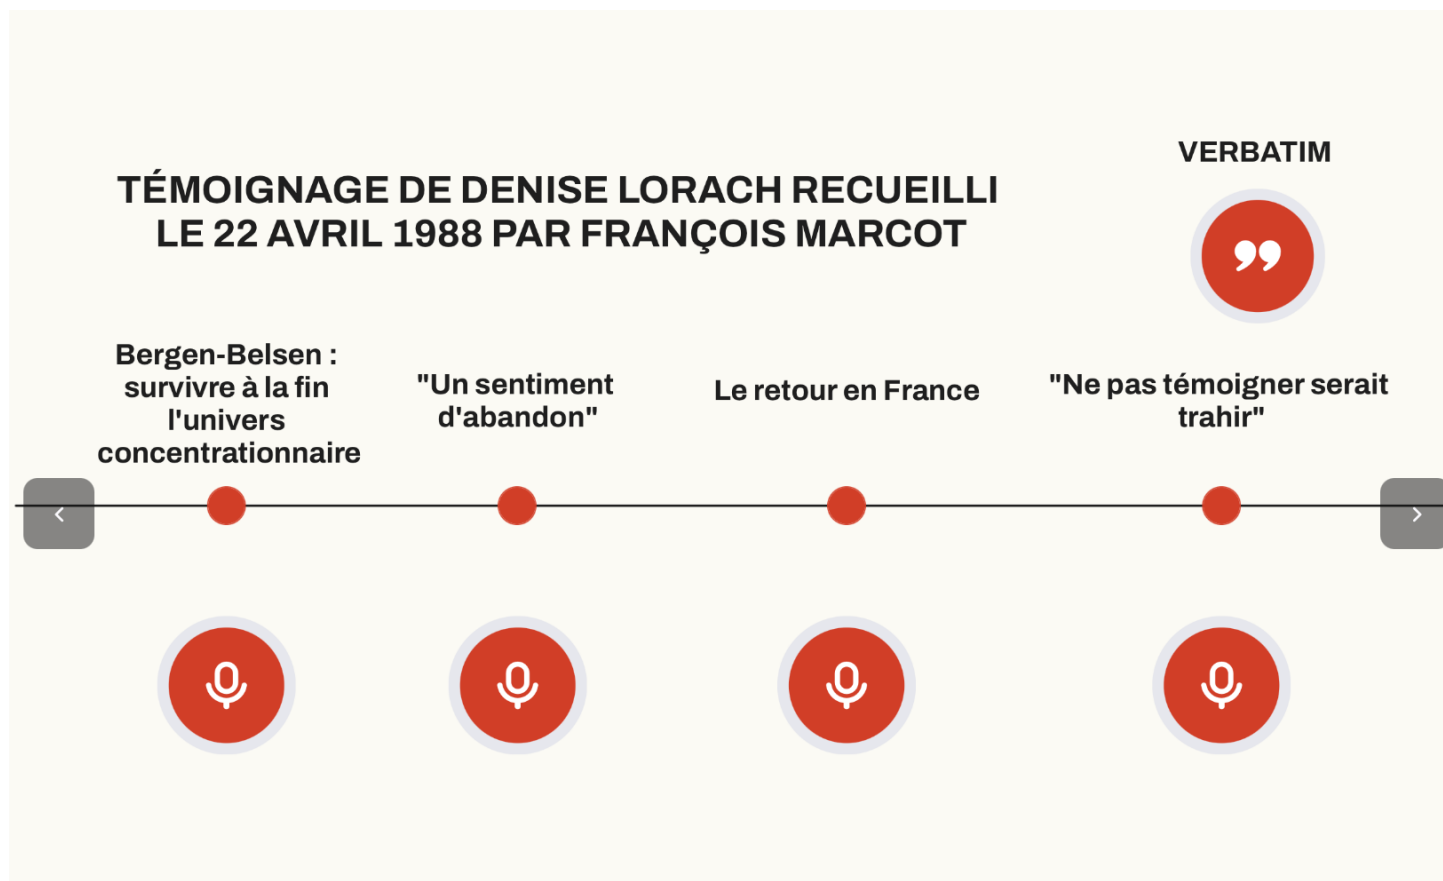 VERBATIM
TÉMOIGNAGE DE DENISE LORACH RECUEILLI
LE 22 AVRIL 1988 PAR FRANÇOIS MARCOT
Bergen-Belsen :
survivre à la fin
l'univers
concentrationnaire
"Un sentiment
d'abandon"
Le retour en France
"Ne pas témoigner serait
trahir"